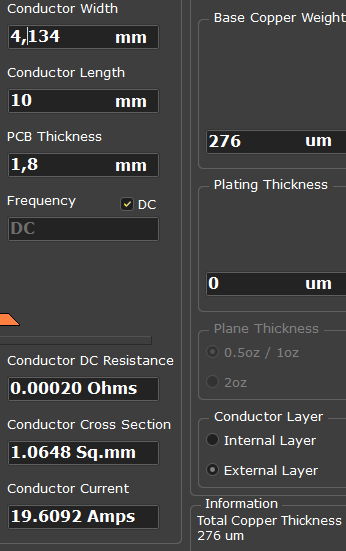 Conductor Width
4,134 mm
Conductor Length
10 mm
PCB Thickness
1,8 mm
Frequency
DC
DC
Conductor DC Resistance
0.00020 Ohms
Conductor Cross Section
1.0648 Sq.mm
Conductor Current
19.6092 Amps
Base Copper Weight
276 um
Plating Thickness
0 um
Plane Thickness
0.5oz / 1oz
2oz
Conductor Layer
Internal Layer
External Layer
Information
Total Copper Thickness
276 um